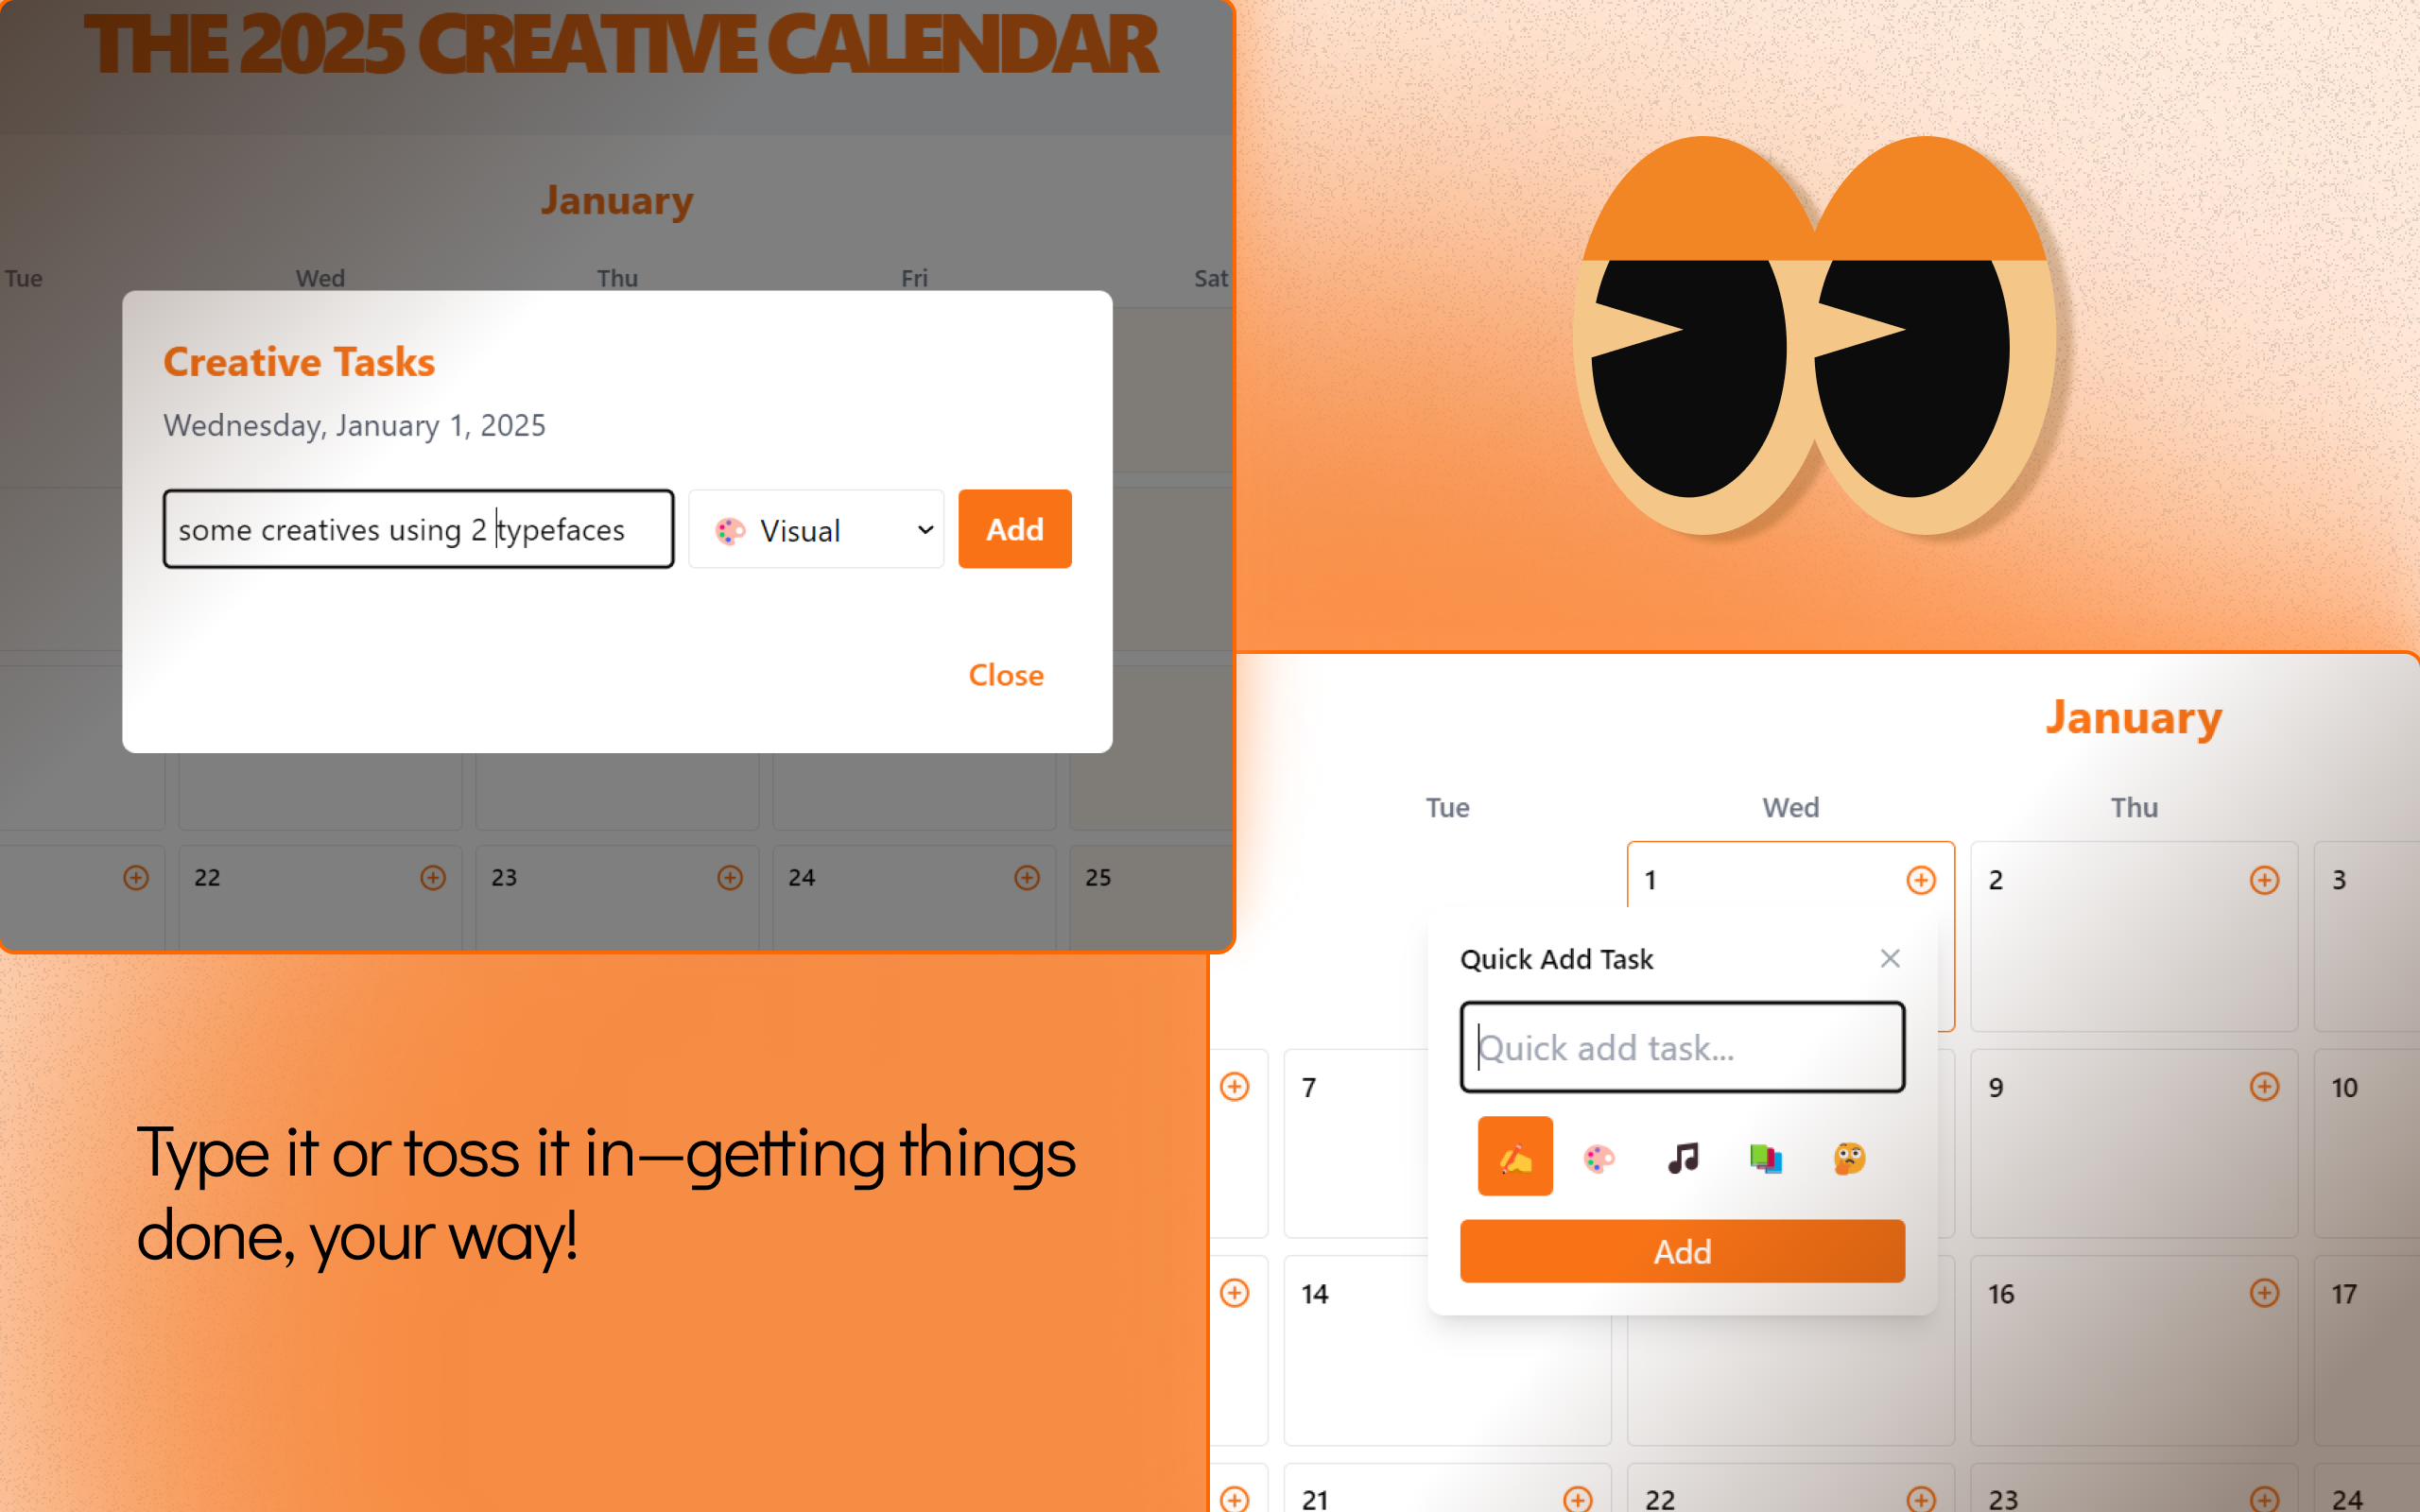 THE 2025 CREATIVE CALENDAR
January
Tue Wed Thu Fri Sat
Creative Tasks
Wednesday, January 1, 2025
some creatives using 2 typefaces Visual Add
Close
22 23 24 25
Type it or toss it in—getting things
done, your way!
January
Tue Wed Thu
1 2 3
Quick Add Task
Quick add task...
7 9 10
Add
14 16 17
21 22 23 24